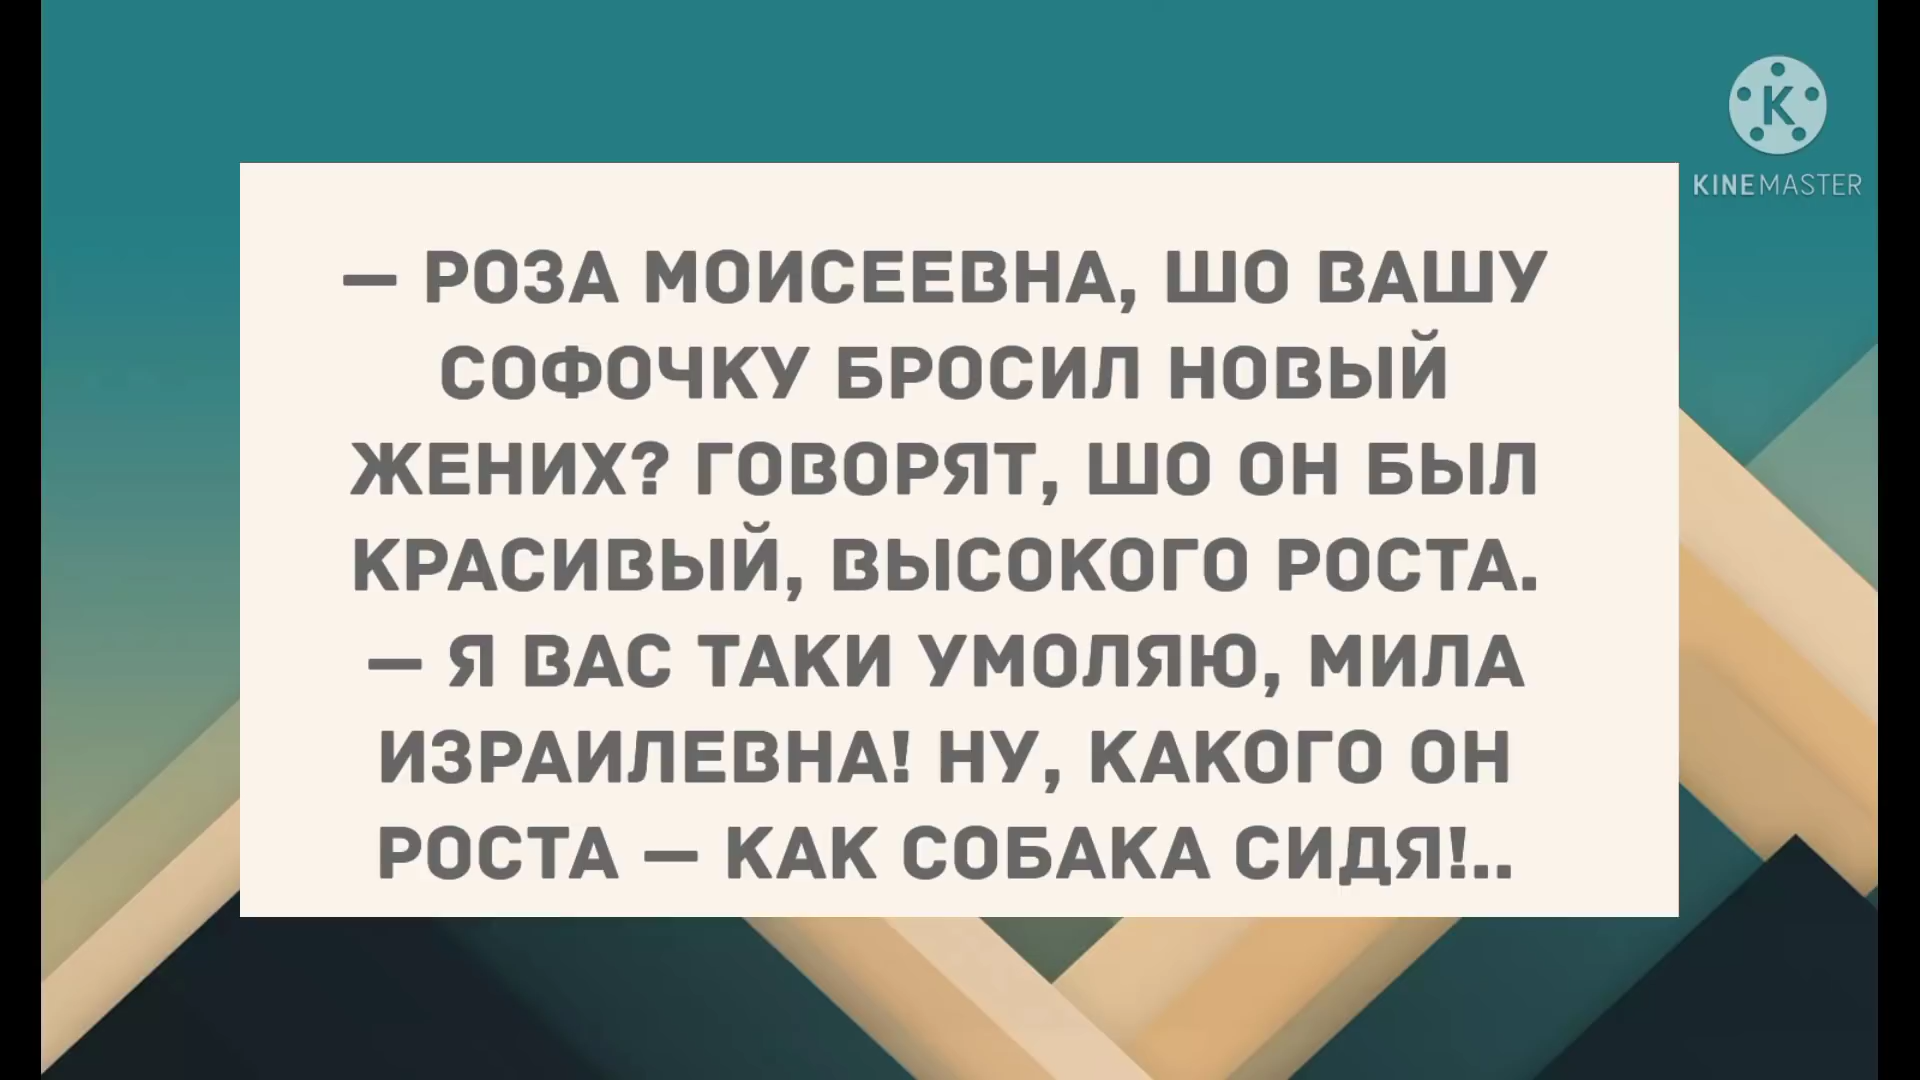 KINEMASTER
— РОЗА МОИСЕЕВНА, ШО ВАШУ
СОФОЧКУ БРОСИЛ НОВЫЙ
ЖЕНИХ? ГОВОРЯТ, ШО ОН БЫЛ
КРАСИВЫЙ, ВЫСОКОГО РОСТА.
— Я ВАС ТАКИ УМОЛЯЮ, МИЛА
ИЗРАИЛЕВНА! НУ, КАКОГО ОН
РОСТА — КАК СОБАКА СИДЯ!..